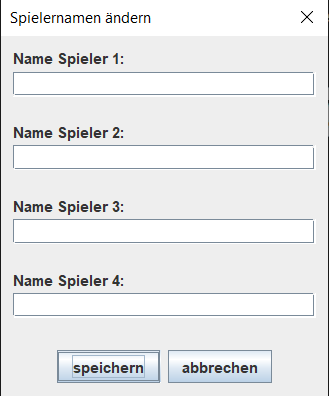 Spielernamen ändern
Name Spieler 1:
Name Spieler 2:
Name Spieler 3:
Name Spieler 4:
speichern abbrechen